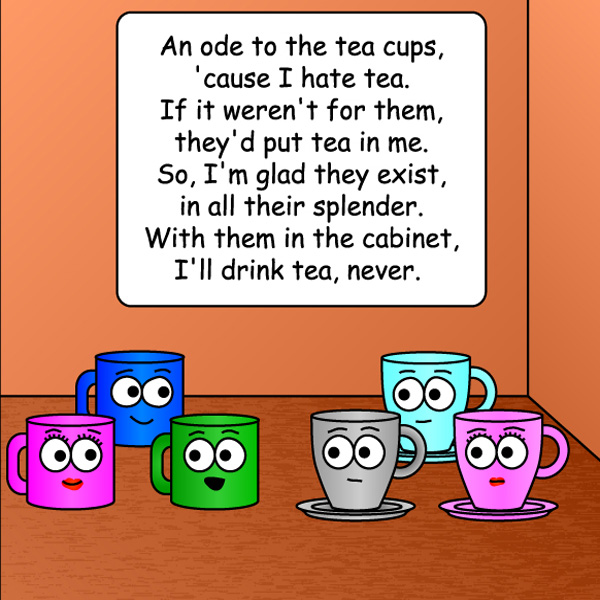 An ode to the tea cups,
'cause I hate tea.
If it weren't for them,
they'd put tea in me.
So, I'm glad they exist,
in all their splender.
With them in the cabinet,
I'll drink tea, never.